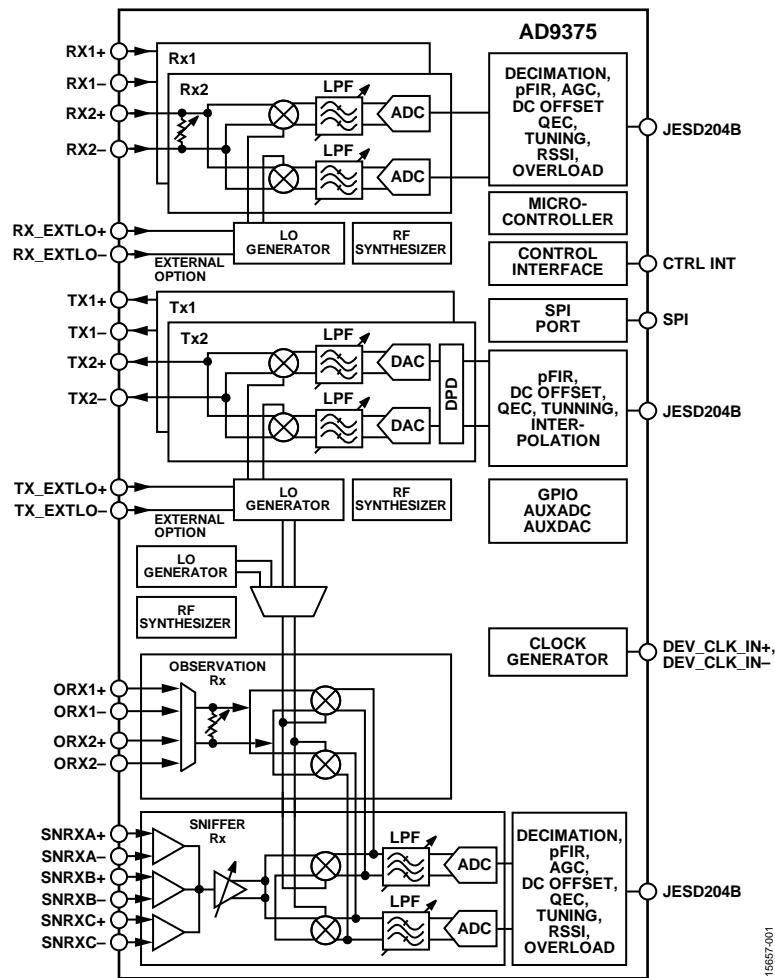 AD9375
RX1+
RX1–
RX2+
RX2–
Rx1
Rx2
LPF
ADC
LPF
ADC
DECIMATION,
pFIR, AGC,
DC OFFSET
QEC,
TUNING,
RSSI,
OVERLOAD
JESD204B
MICRO-
CONTROLLER
RX_EXTLO+
RX_EXTLO–
EXTERNAL
OPTION
LO
GENERATOR
RF
SYNTHESIZER
CONTROL
INTERFACE
CTRL INT
TX1+
TX1–
TX2+
TX2–
Tx1
Tx2
LPF
DAC
LPF
DAC
DPD
SPI
PORT
SPI
pFIR,
DC OFFSET,
QEC, TUNNING,
INTER-
POLATION
JESD204B
TX_EXTLO+
TX_EXTLO–
EXTERNAL
OPTION
LO
GENERATOR
RF
SYNTHESIZER
GPIO
AUXADC
AUXDAC
LO
GENERATOR
RF
SYNTHESIZER
CLOCK
GENERATOR
DEV_CLK_IN+,
DEV_CLK_IN–
OBSERVATION
Rx
ORX1+
ORX1–
ORX2+
ORX2–
SNIFFER
Rx
SNRXA+
SNRXA–
SNRXB+
SNRXB–
SNRXC+
SNRXC–
LPF
ADC
LPF
ADC
DECIMATION,
pFIR,
AGC,
DC OFFSET,
QEC,
TUNING,
RSSI,
OVERLOAD
JESD204B
15657-001